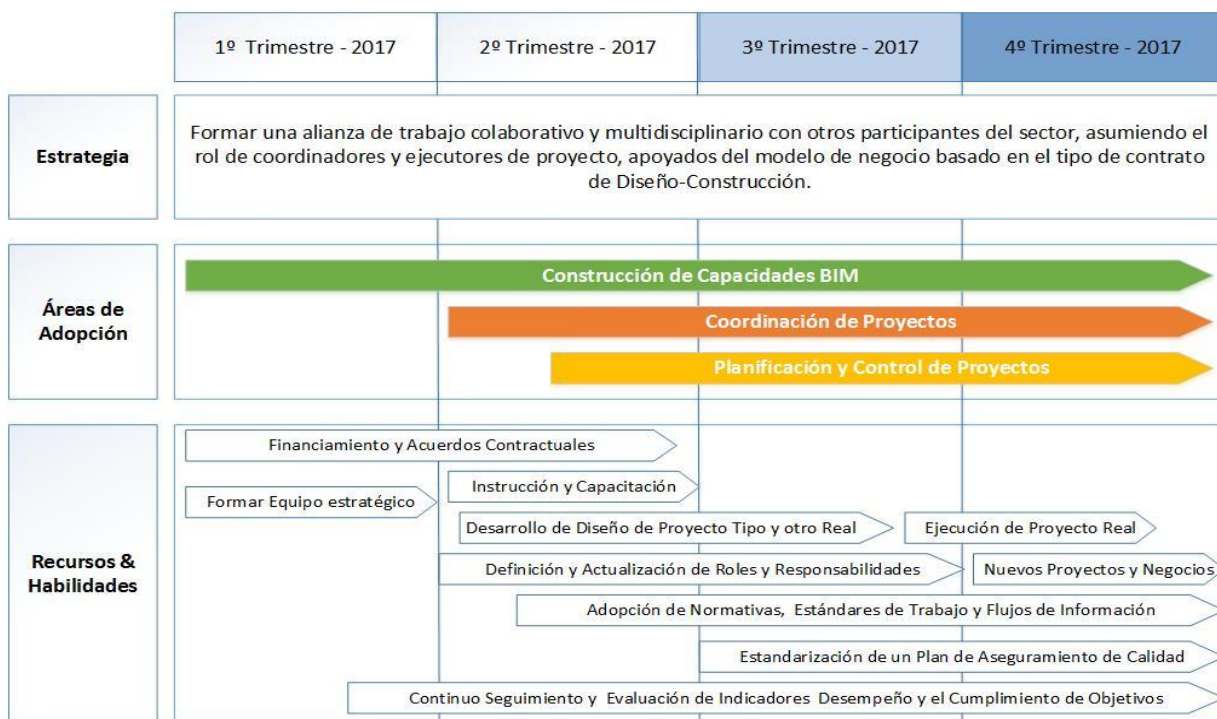 1º Trimestre - 2017
2º Trimestre - 2017
3º Trimestre - 2017
4º Trimestre - 2017
Estrategia
Formar una alianza de trabajo colaborativo y multidisciplinario con otros participantes del sector, asumiendo el
rol de coordinadores y ejecutores de proyecto, apoyados del modelo de negocio basado en el tipo de contrato
de Diseño-Construcción.
Áreas de
Adopción
Construcción de Capacidades BIM
Coordinación de Proyectos
Planificación y Control de Proyectos
Recursos &
Habilidades
Financiamiento y Acuerdos Contractuales
Formar Equipo estratégico
Instrucción y Capacitación
Desarrollo de Diseño de Proyecto Tipo y otro Real
Ejecución de Proyecto Real
Definición y Actualización de Roles y Responsabilidades
Nuevos Proyectos y Negocios
Adopción de Normativas, Estándares de Trabajo y Flujos de Información
Estandarización de un Plan de Aseguramiento de Calidad
Continuo Seguimiento y Evaluación de Indicadores Desempeño y el Cumplimiento de Objetivos